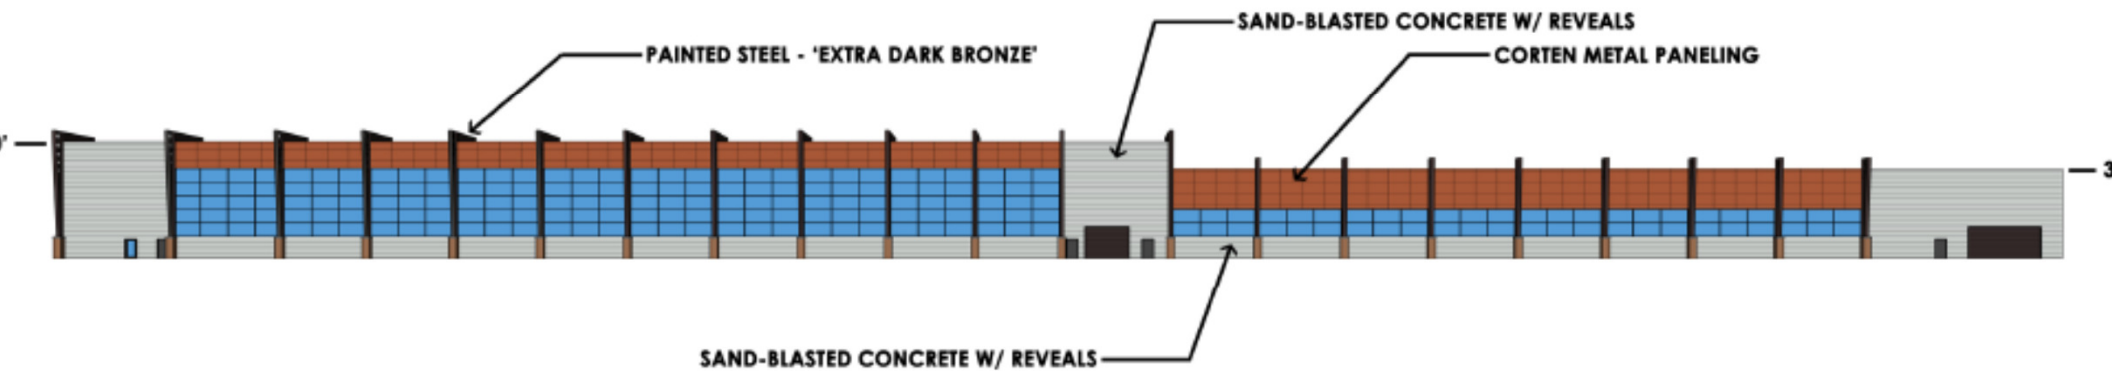 SAND-BLASTED CONCRETE W/ REVEALS
PAINTED STEEL - 'EXTRA DARK BRONZE'
CORTEN METAL PANELING
SAND-BLASTED CONCRETE W/ REVEALS